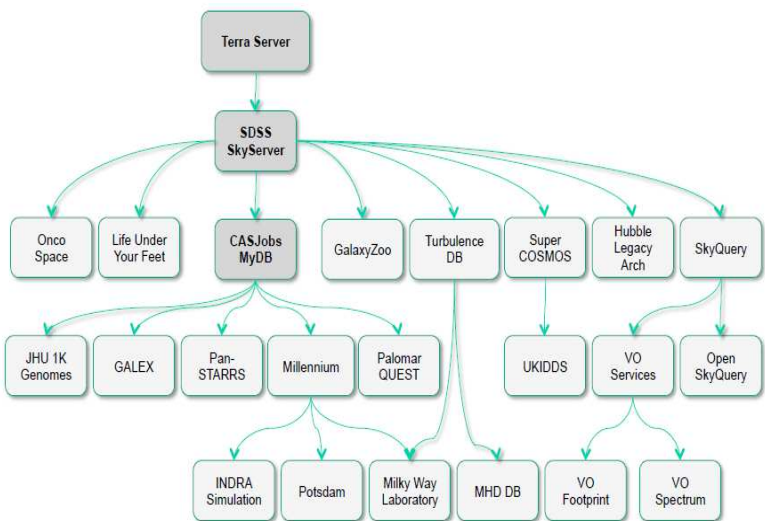 Terra Server
SDSS
SkyServer
Onco
Space
Life Under
Your Feet
CASJobs
MyDB
GalaxyZoo
Turbulence
DB
Super
COSMOS
Hubble
Legacy
Arch
SkyQuery
JHU 1K
Genomes
GALEX
Pan-
STARRS
Millennium
Palomar
QUEST
UKIDDS
VO
Services
Open
SkyQuery
INDRA
Simulation
Potsdam
Milky Way
Laboratory
MHD DB
VO
Footprint
VO
Spectrum